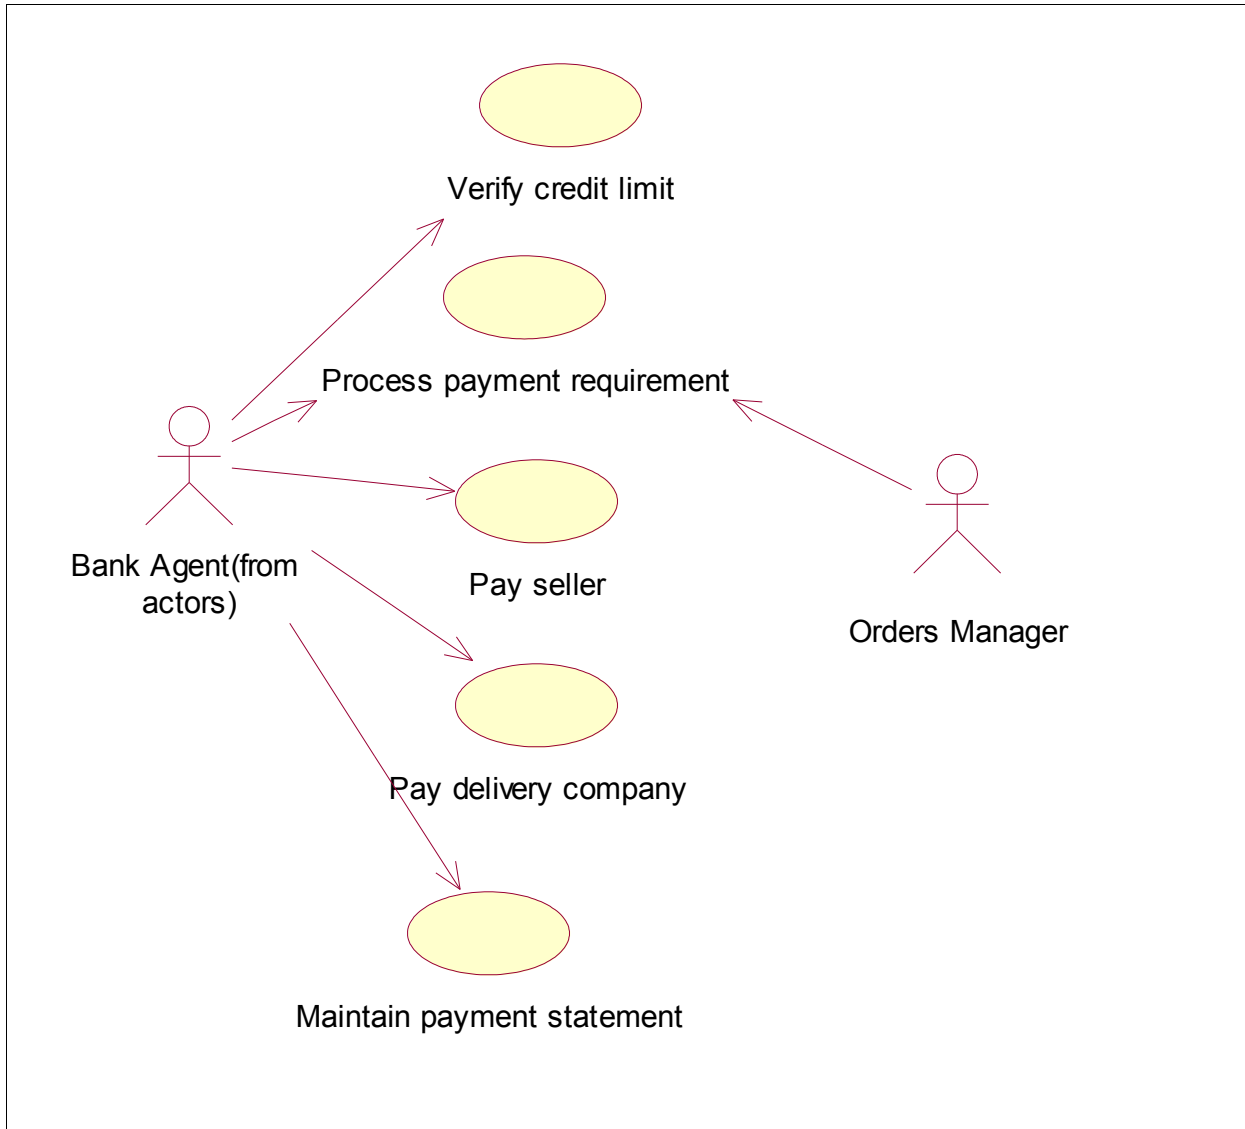 Verify credit limit
Process payment requirement
Bank Agent(from
actors)
Pay seller
Orders Manager
Pay delivery company
Maintain payment statement